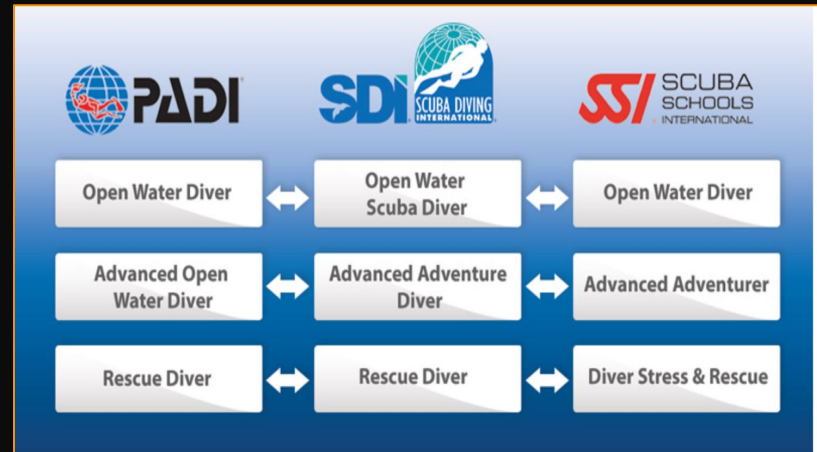 PADI
SDI
SCUBA DIVING
INTERNATIONAL
SSI
SCUBA
SCHOOLS
INTERNATIONAL
Open Water Diver
Open Water
Scuba Diver
Open Water Diver
Advanced Open
Water Diver
Advanced Adventure
Diver
Advanced Adventurer
Rescue Diver
Rescue Diver
Diver Stress & Rescue